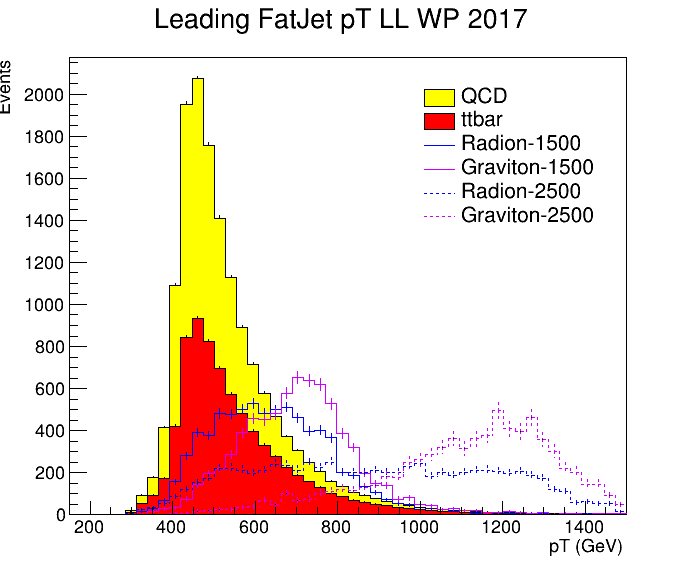 Leading FatJet pT LL WP 2017
Events
2000
1800
1600
1400
1200
1000
800
600
400
200
0
QCD
ttbar
Radion-1500
Graviton-1500
Radion-2500
Graviton-2500
200 400 600 800 1000 1200 1400
pT (GeV)